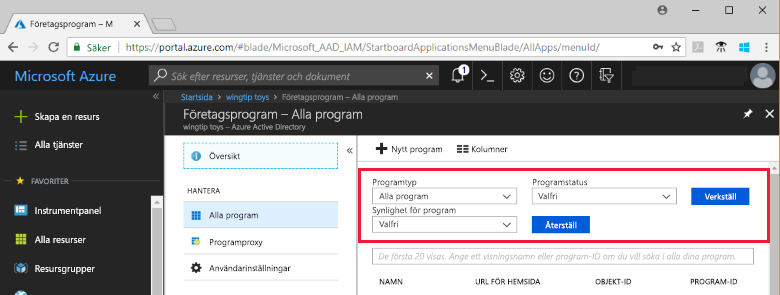 Företagsprogram – M
Säker
https://portal.azure.com/#blade/Microsoft_AAD_IAM/StartboardApplicationsMenuBlade/AllApps/menuId/
Microsoft Azure
Sök efter resurser, tjänster och dokument
1
Skapa en resurs
Alla tjänster
FAVORITER
Instrumentpanel
Alla resurser
Resursgrupper
Startsida > wingtip toys > Företagsprogram – Alla program
Företagsprogram – Alla program
wingtip toys – Azure Active Directory
Översikt
HANTERA
Alla program
Programproxy
Användarinställningar
Nytt program
Kolumner
Programtyp
Programstatus
Alla program
Valfri
Verkställ
Synlighet för program
Valfri
Återställ
De första 20 visas. Ange ett visningsnamn eller program-ID om du vill söka i alla dina program.
NAMN
URL FÖR HEMSIDA
OBJEKT-ID
PROGRAM-ID